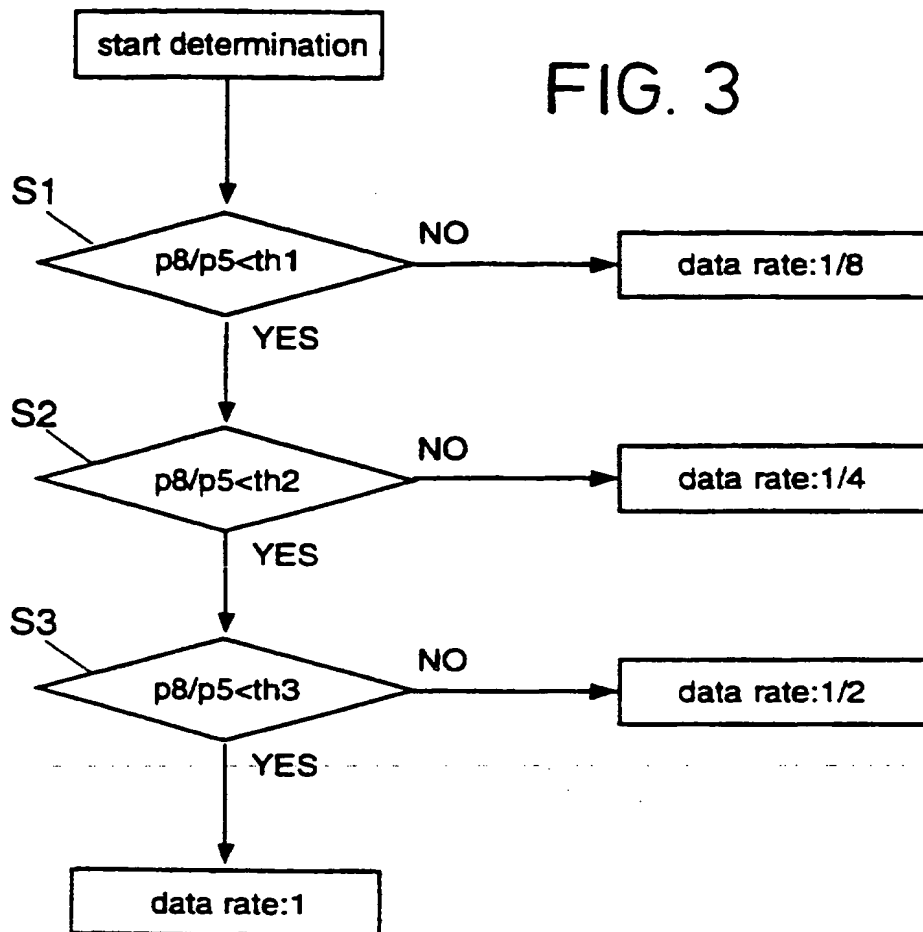 start determination
FIG. 3
S1
p8/p5<th1
NO
data rate:1/8
YES
S2
p8/p5<th2
NO
data rate:1/4
YES
S3
p8/p5<th3
NO
data rate:1/2
YES
data rate:1